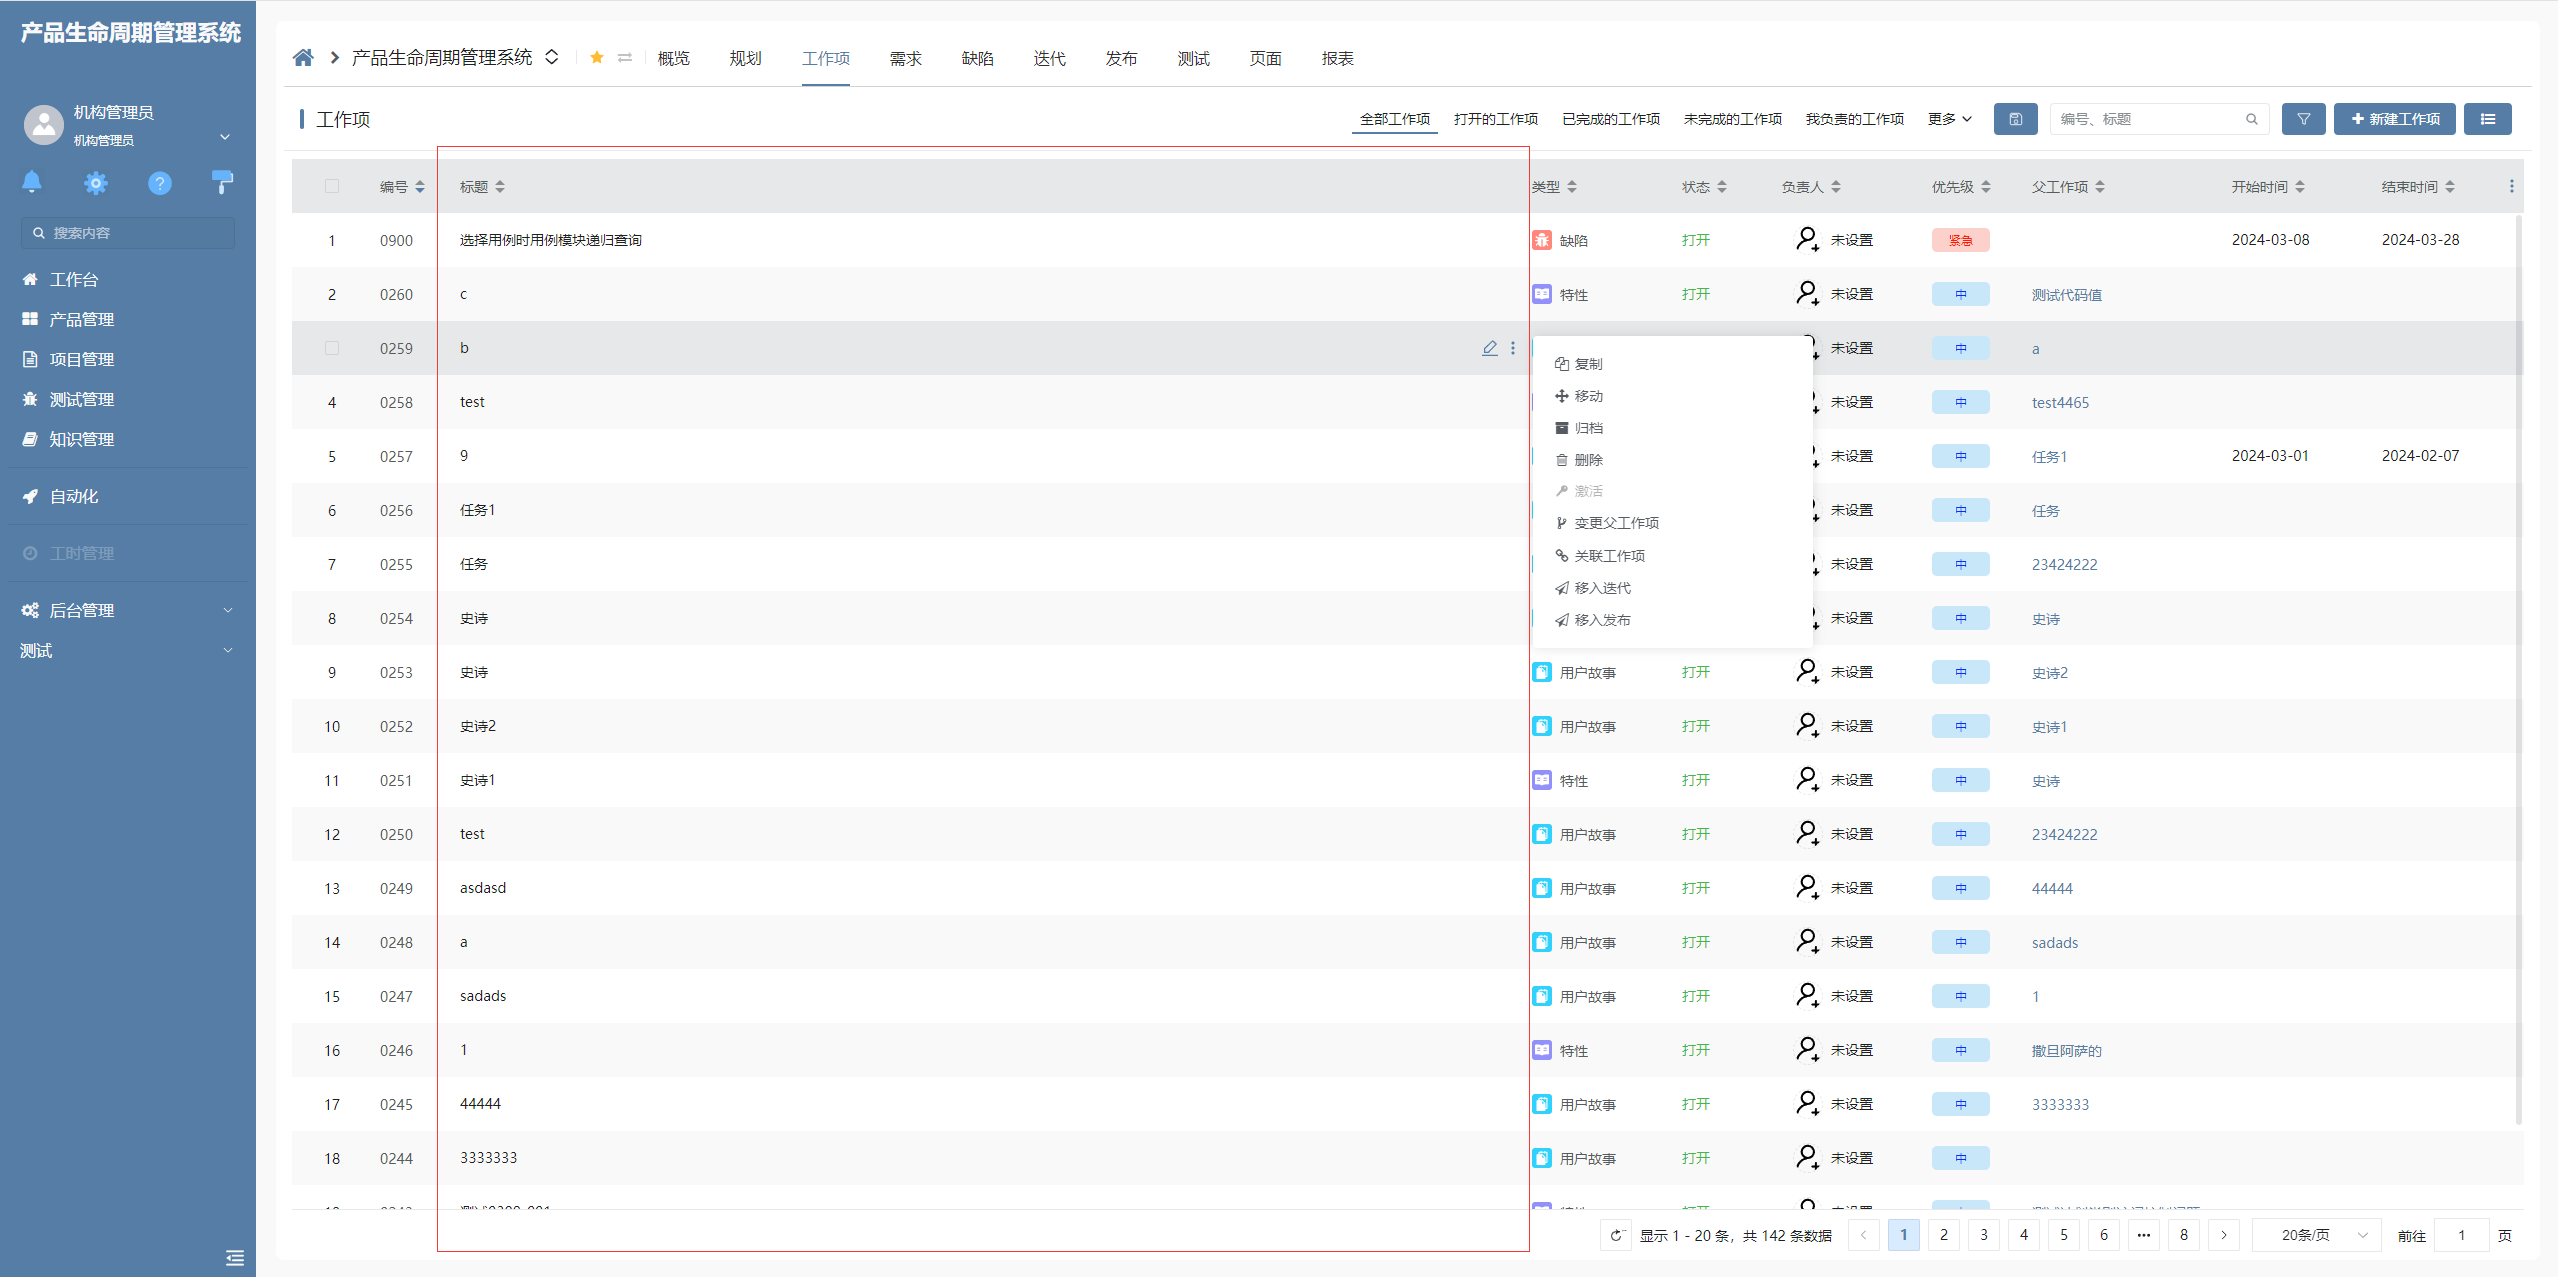 产品生命周期管理系统
机构管理员
机构管理员
搜索内容
工作台
产品管理
项目管理
测试管理
知识管理
自动化
工时管理
后台管理
测试
产品生命周期管理系统 概览 规划 工作项 需求 缺陷 迭代 发布 测试 页面 报表
工作项 全部工作项 打开的工作项 已完成的工作项 未完成的工作项 我负责的工作项 更多 编号、标题 新建工作项
编号 标题 类型 状态 负责人 优先级 父工作项 开始时间 结束时间
1 0900 选择用例时用例模块递归查询 缺陷 打开 未设置 紧急 2024-03-08 2024-03-28
2 0260 c 特性 打开 未设置 中 测试代码值
0259 b 未设置 中 a
4 0258 test 未设置 中 test4465
5 0257 9 未设置 中 任务1 2024-03-01 2024-02-07
6 0256 任务1 未设置 中 任务
7 0255 任务 未设置 中 23424222
8 0254 史诗 未设置 中 史诗
复制
移动
归档
删除
激活
变更父工作项
关联工作项
移入迭代
移入发布
9 0253 史诗 用户故事 打开 未设置 中 史诗2
10 0252 史诗2 用户故事 打开 未设置 中 史诗1
11 0251 史诗1 特性 打开 未设置 中 史诗
12 0250 test 用户故事 打开 未设置 中 23424222
13 0249 asdasd 用户故事 打开 未设置 中 44444
14 0248 a 用户故事 打开 未设置 中 sadads
15 0247 sadads 用户故事 打开 未设置 中 1
16 0246 1 特性 打开 未设置 中 撒旦阿萨的
17 0245 44444 用户故事 打开 未设置 中 3333333
18 0244 3333333 用户故事 打开 未设置 中
显示 1 - 20 条，共 142 条数据 1 2 3 4 5 6 ••• 8 20条/页 前往 1 页